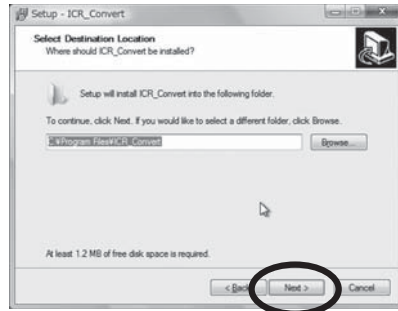 Setup - ICR_Convert
Select Destination Location
Where should ICR_Convert be installed?
Setup will install ICR_Convert into the following folder.
To continue, click Next. If you would like to select a different folder, click Browse.
C:¥Program Files¥ICR_Convert
Browse...
At least 1.2 MB of free disk space is required.
< Back
Next >
Cancel